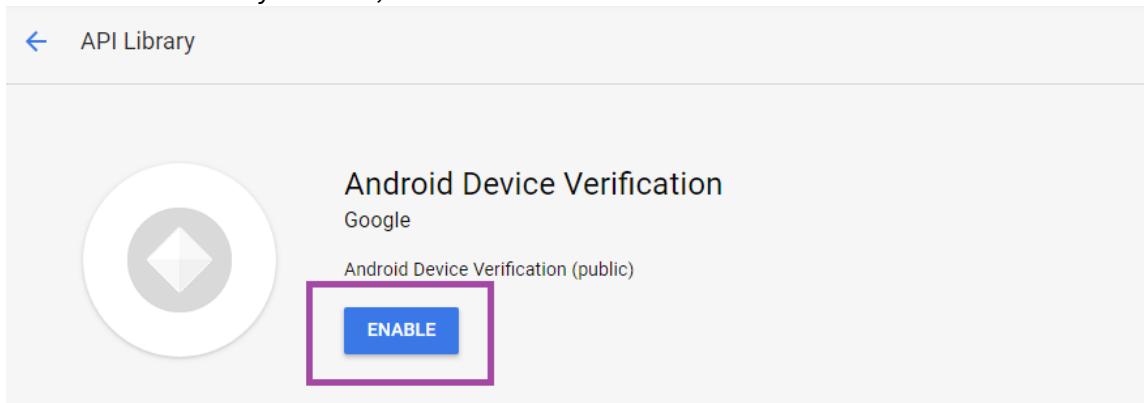 API Library
Android Device Verification
Google
Android Device Verification (public)
ENABLE